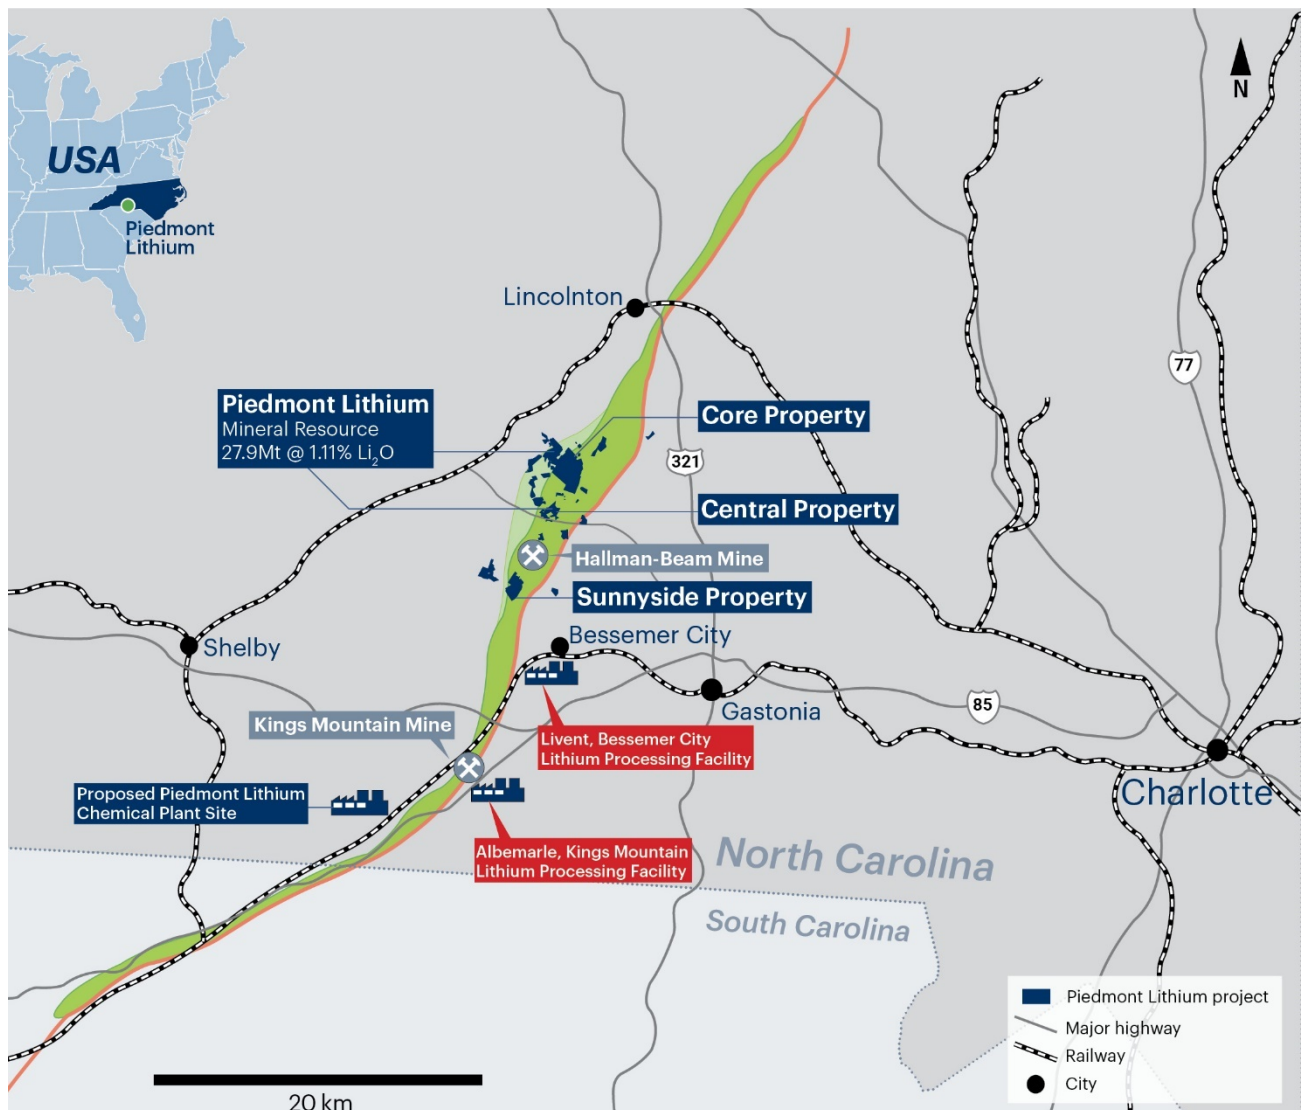 N
USA
Piedmont
Lithium
Lincolnton
77
Piedmont Lithium
Mineral Resource
27.9Mt @ 1.11% Li₂O
Core Property
321
Central Property
Hallman-Beam Mine
Sunnyside Property
Bessemer City
Shelby
Gastonia
85
Kings Mountain Mine
Livent, Bessemer City
Lithium Processing Facility
Charlotte
Proposed Piedmont Lithium
Chemical Plant Site
Albemarle, Kings Mountain
Lithium Processing Facility
North Carolina
South Carolina
Piedmont Lithium project
Major highway
Railway
City
20 km